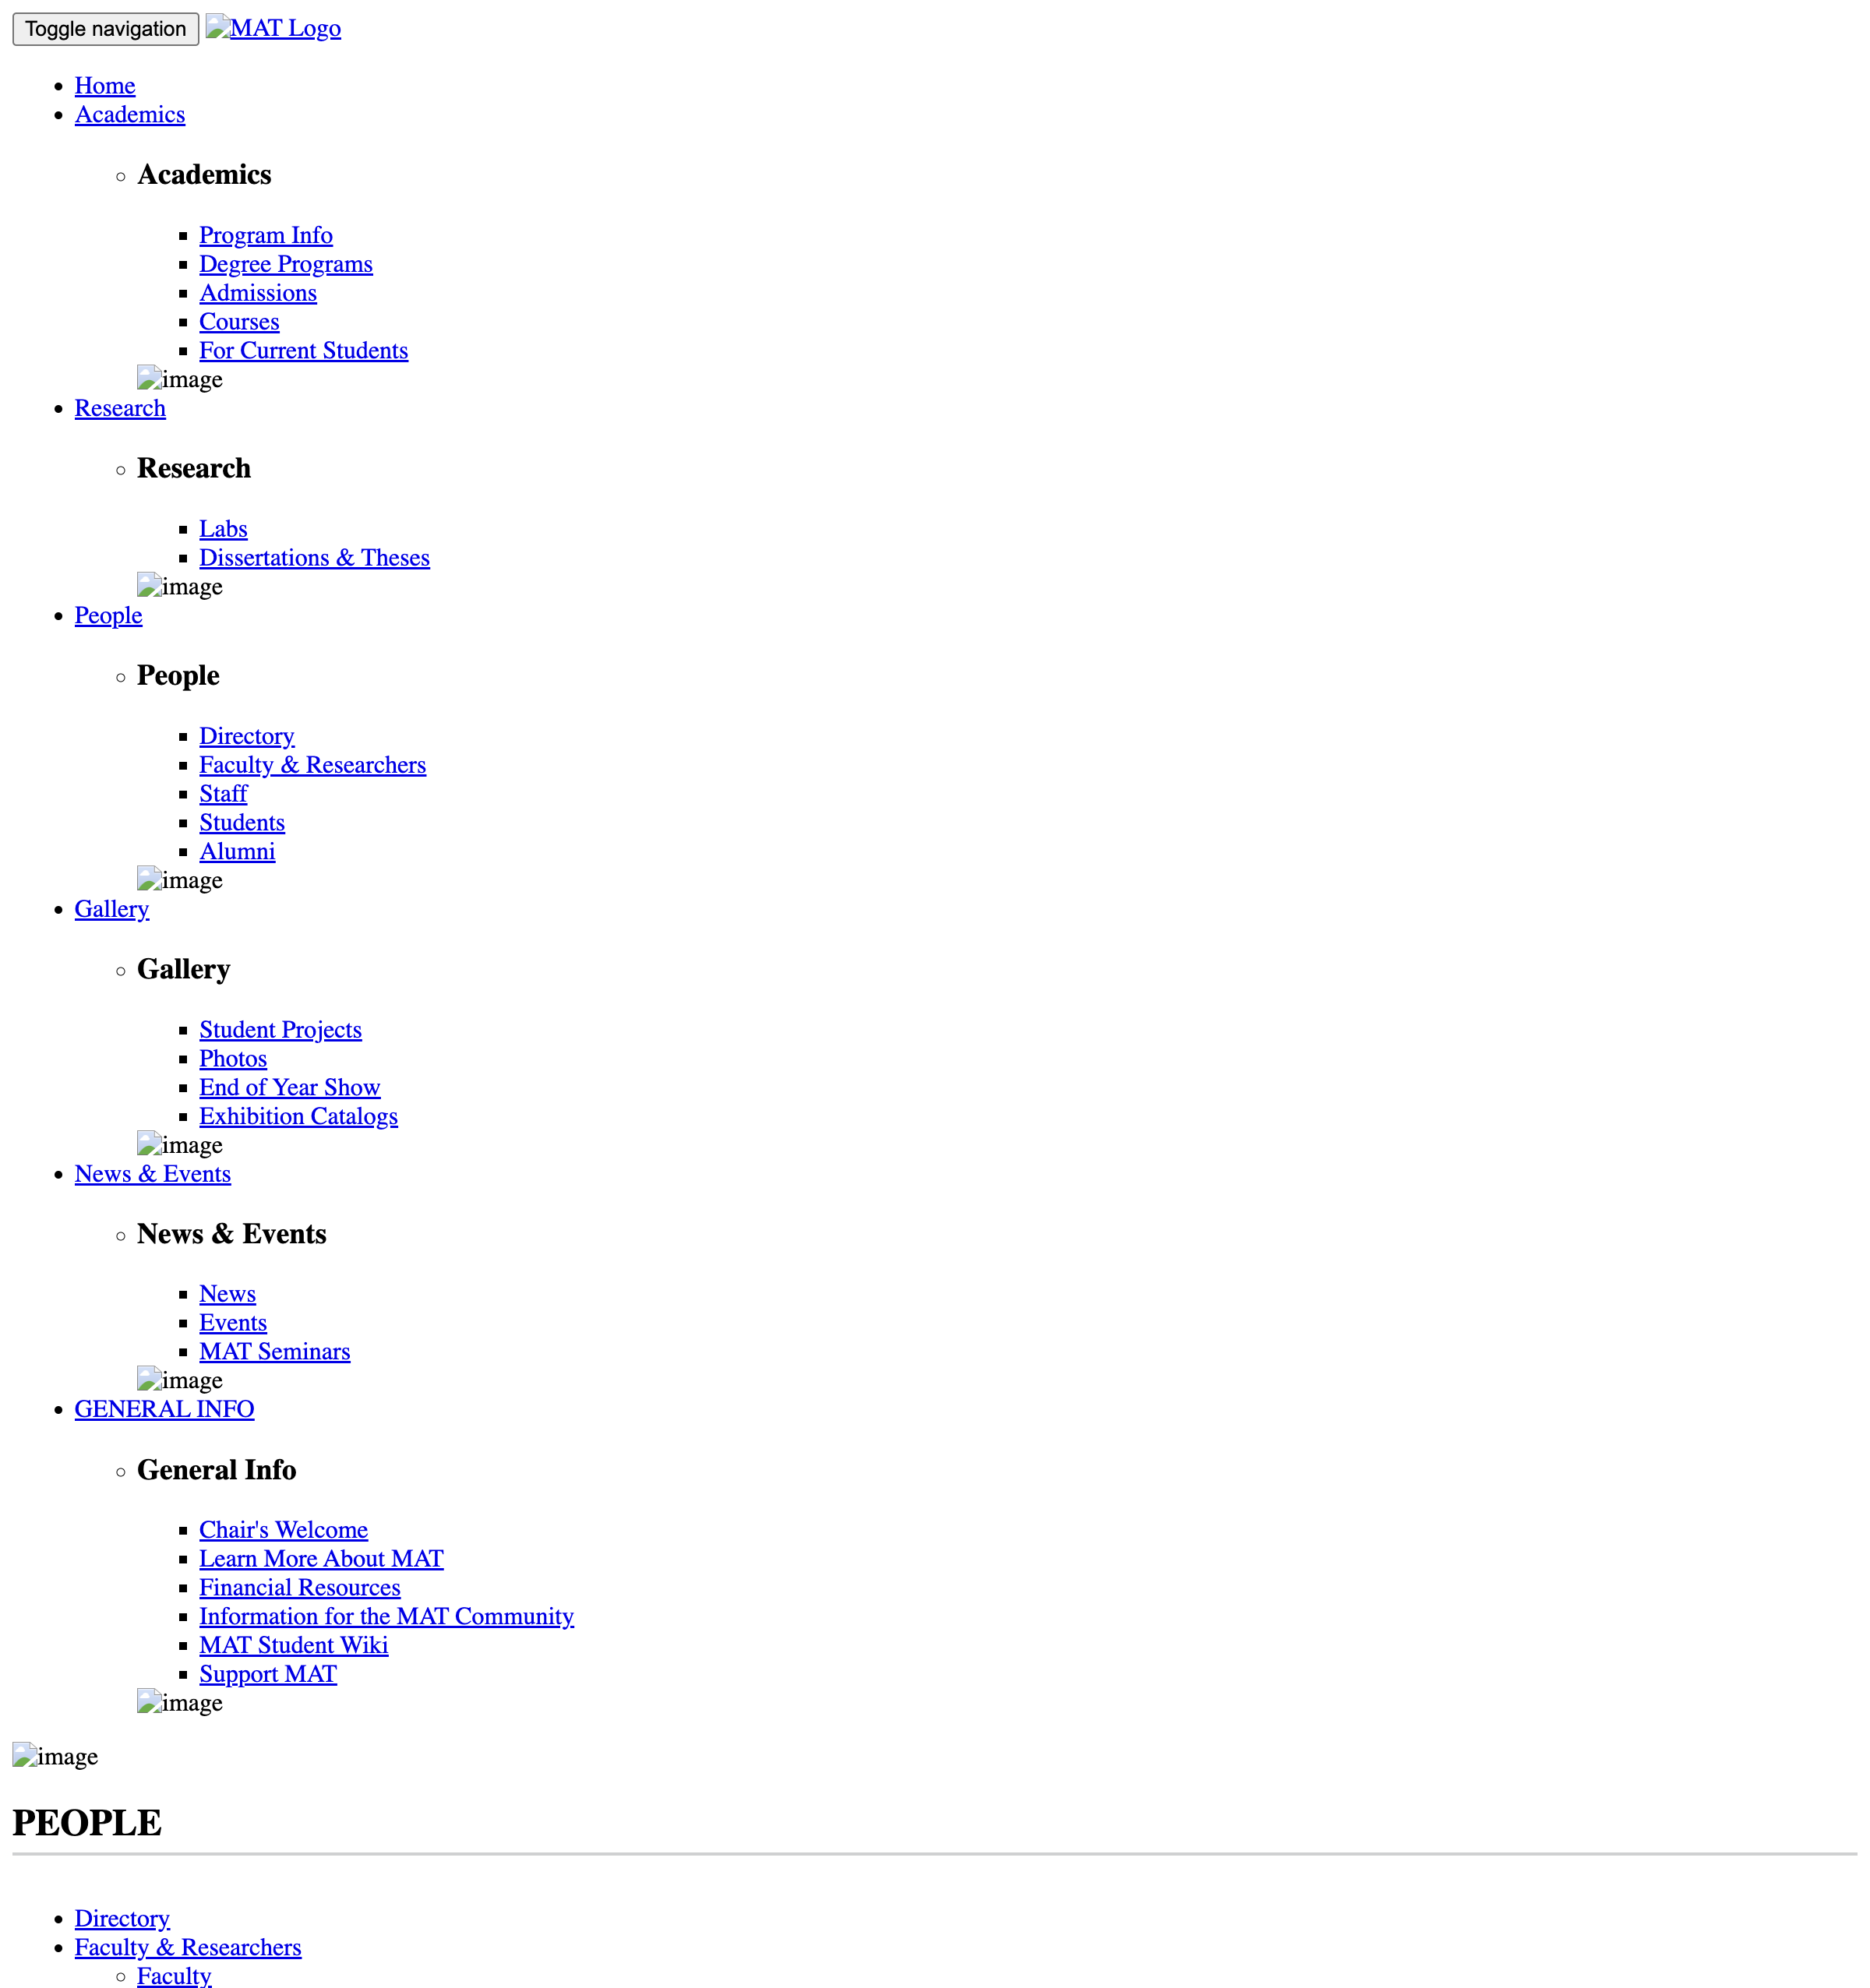 Toggle navigation MAT Logo
Home
Academics
Academics
Program Info
Degree Programs
Admissions
Courses
For Current Students
image
Research
Research
Labs
Dissertations & Theses
image
People
People
Directory
Faculty & Researchers
Staff
Students
Alumni
image
Gallery
Gallery
Student Projects
Photos
End of Year Show
Exhibition Catalogs
image
News & Events
News & Events
News
Events
MAT Seminars
image
GENERAL INFO
General Info
Chair's Welcome
Learn More About MAT
Financial Resources
Information for the MAT Community
MAT Student Wiki
Support MAT
image
image
PEOPLE
Directory
Faculty & Researchers
Faculty